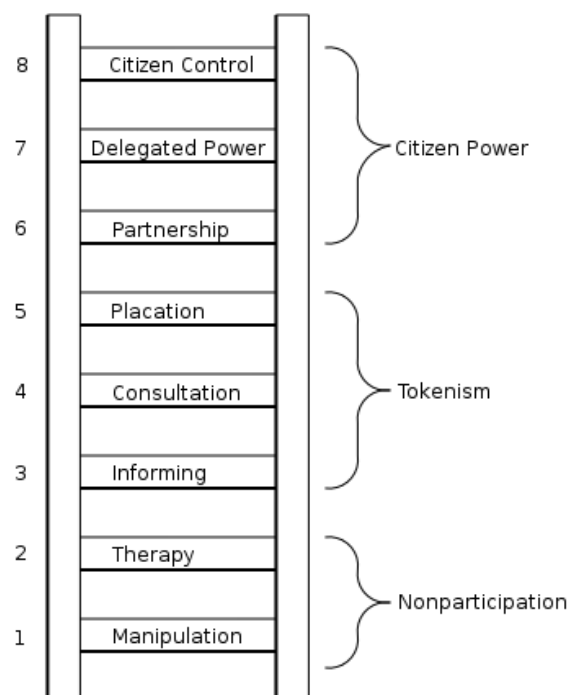 8 Citizen Control
7 Delegated Power
Citizen Power
6 Partnership
5 Placation
4 Consultation
Tokenism
3 Informing
2 Therapy
Nonparticipation
1 Manipulation